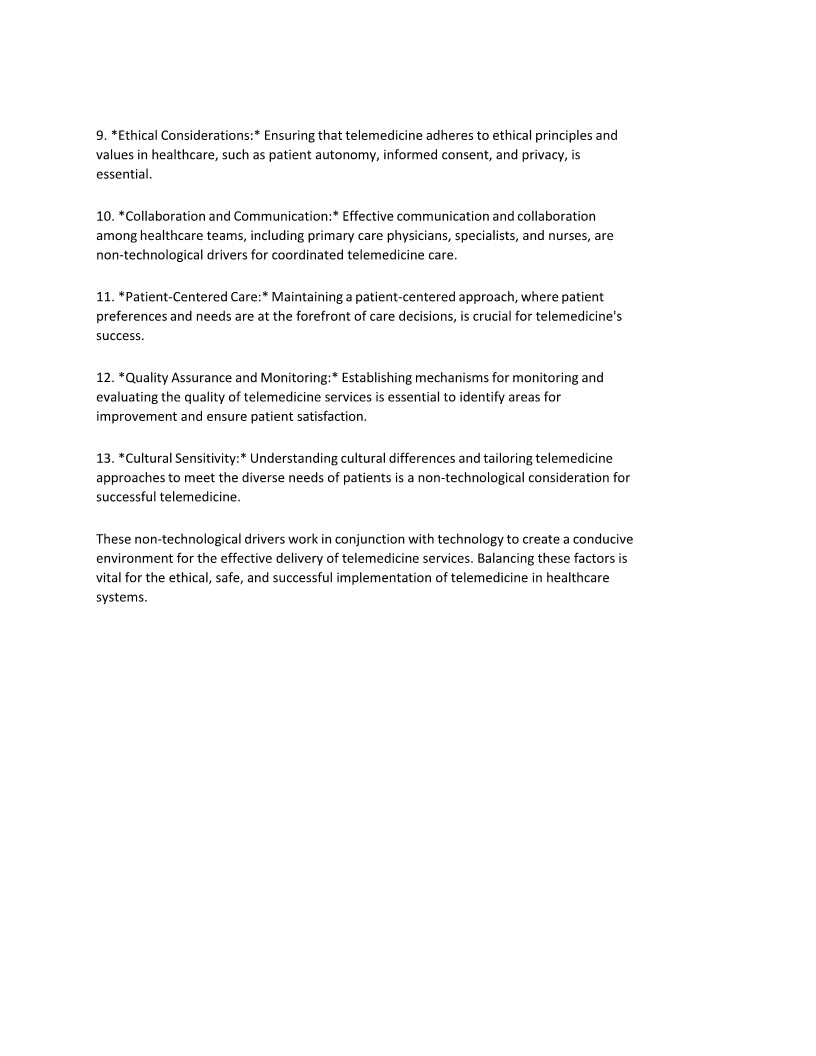 9. *Ethical Considerations:* Ensuring that telemedicine adheres to ethical principles and
values in healthcare, such as patient autonomy, informed consent, and privacy, is
essential.
10. *Collaboration and Communication:* Effective communication and collaboration
among healthcare teams, including primary care physicians, specialists, and nurses, are
non-technological drivers for coordinated telemedicine care.
11. *Patient-Centered Care:* Maintaining a patient-centered approach, where patient
preferences and needs are at the forefront of care decisions, is crucial for telemedicine's
success.
12. *Quality Assurance and Monitoring:* Establishing mechanisms for monitoring and
evaluating the quality of telemedicine services is essential to identify areas for
improvement and ensure patient satisfaction.
13. *Cultural Sensitivity:* Understanding cultural differences and tailoring telemedicine
approaches to meet the diverse needs of patients is a non-technological consideration for
successful telemedicine.
These non-technological drivers work in conjunction with technology to create a conducive
environment for the effective delivery of telemedicine services. Balancing these factors is
vital for the ethical, safe, and successful implementation of telemedicine in healthcare
systems.